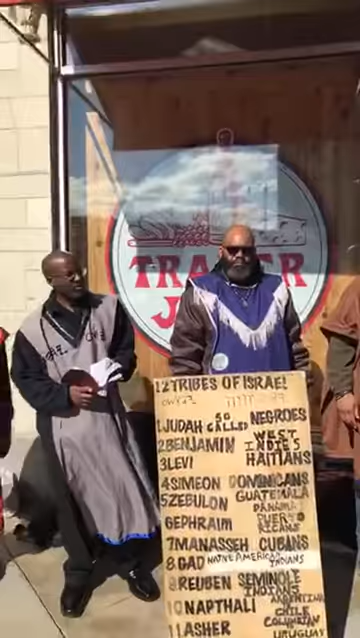 TRADER
J
12 TRIBES OF ISRAEL
1 JUDAH SO CALLED NEGROES
2 BENJAMIN WEST INDIES
3 LEVI HAITIANS
4 SIMEON DOMINICANS
5 ZEBULON GUATEMALA PANAMA
6 EPHRAIM PUERTO RICANS
7 MANASSEH CUBANS
8 GAD NATIVE AMERICAN INDIANS
9 REUBEN SEMINOLE INDIANS
10 NAPTHALI ARGENTINA CHILE
11 ASHER COLUMBIAN URUGUAY